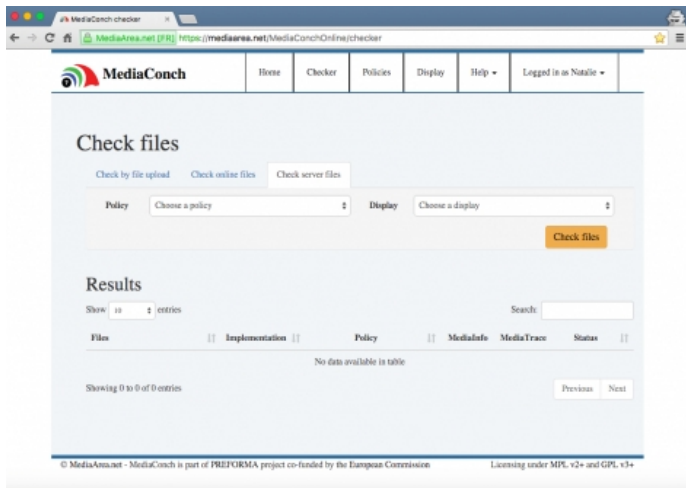 MediaConch checker
MediaArea.net [FR] https://mediaarea.net/MediaConchOnline/checker
MediaConch Home Checker Policies Display Help Logged in as Natalie
Check files
Check by file upload Check online files Check server files
Policy Choose a policy Display Choose a display
Check files
Results
Show 10 entries Search:
Files Implementation Policy MediaInfo MediaTrace Status
No data available in table
Showing 0 to 0 of 0 entries Previous Next
© MediaArea.net - MediaConch is part of PREFORMA project co-funded by the European Commission Licensing under MPL v2+ and GPL v3+